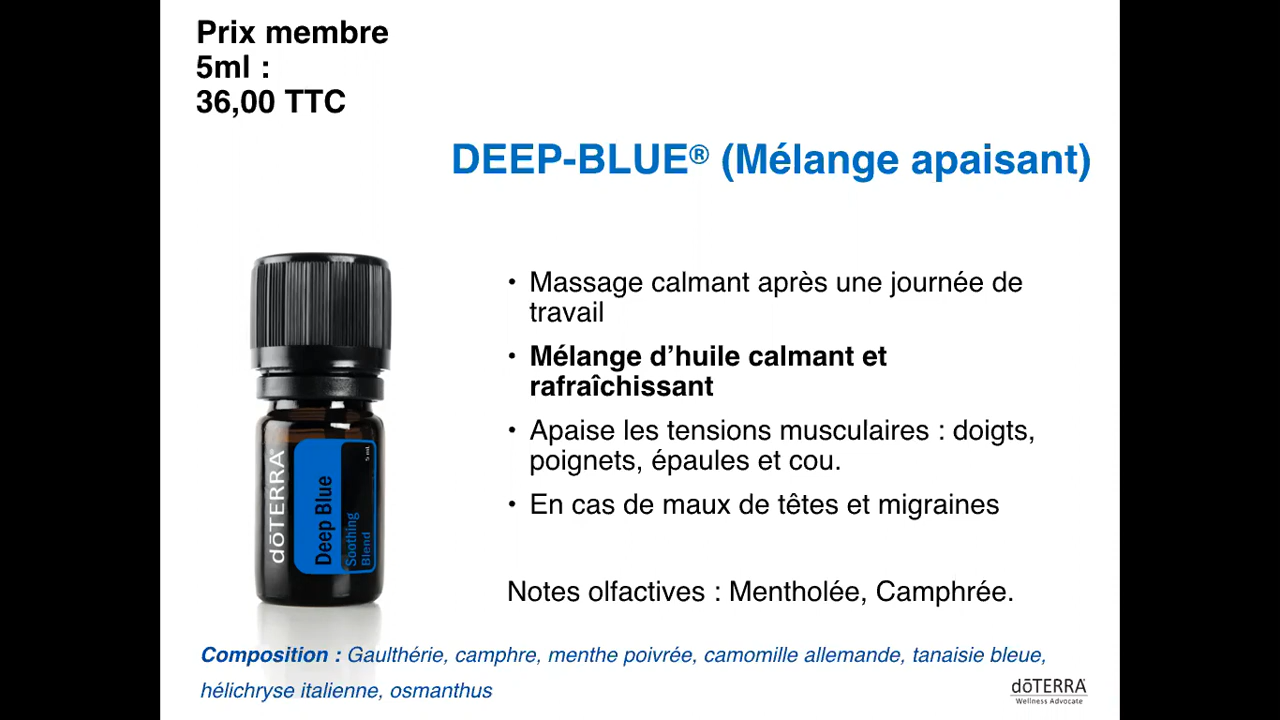 Prix membre
5ml :
36,00 TTC
DEEP-BLUE® (Mélange apaisant)
• Massage calmant après une journée de
travail
• Mélange d’huile calmant et
rafraîchissant
• Apaise les tensions musculaires : doigts,
poignets, épaules et cou.
• En cas de maux de têtes et migraines
Notes olfactives : Mentholée, Camphrée.
dōTERRA®
Deep Blue
Soothing
Blend
5 mL
Composition : Gaulthérie, camphre, menthe poivrée, camomille allemande, tanaisie bleue,
hélichryse italienne, osmanthus
dōTERRA
Wellness Advocate